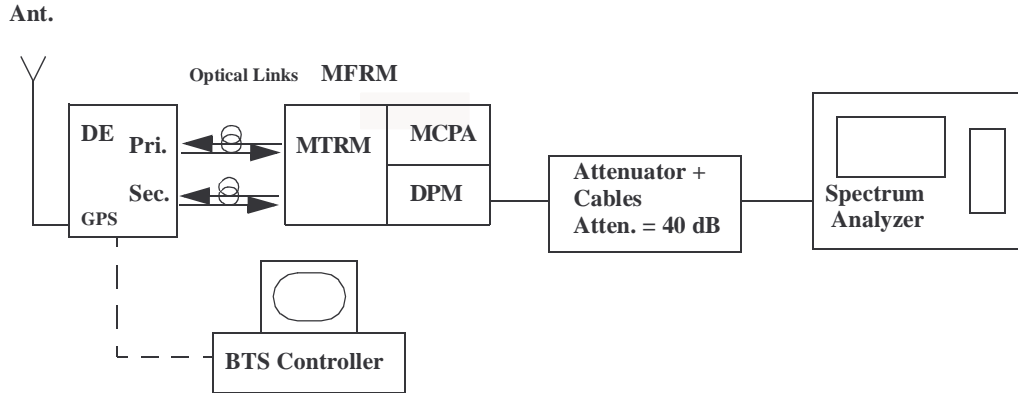 Ant.
Optical Links MFRM
DE
Pri.
Sec.
GPS
MTRM
MCPA
DPM
Attenuator +
Cables
Atten. = 40 dB
Spectrum
Analyzer
BTS Controller